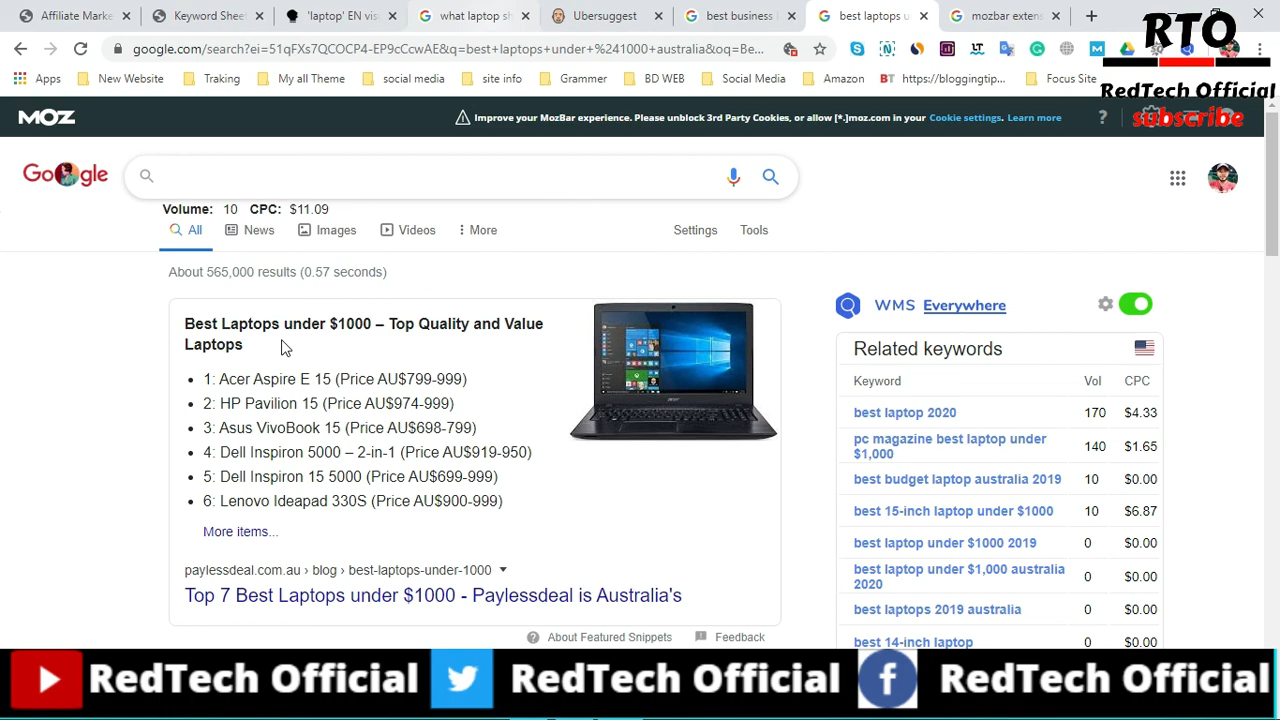 Affiliate Marke
Keyword Shee
'laptop' EN vis
what laptop sh
Ubersuggest
best business
best laptops u
mozbar exten
RTO
google.com/search?ei=51qFXs7QCOCP4-EP9cCcwAE&q=best+laptops+under+%241000+australia&oq=Be...
Apps
New Website
Traking
My all Theme
social media
site info
Grammer
BD WEB
Social Media
Amazon
BT
https://bloggingtip...
Focus Site
RedTech Official
subscribe
MOZ
Improve your MozBar experience. Please unblock 3rd Party Cookies, or allow [*.]moz.com in your Cookie settings. Learn more
?
Google
Volume: 10 CPC: $11.09
All
News
Images
Videos
More
Settings
Tools
About 565,000 results (0.57 seconds)
Best Laptops under $1000 – Top Quality and Value
Laptops
• 1: Acer Aspire E 15 (Price AU$799-999)
• 2: HP Pavilion 15 (Price AU$974-999)
• 3: Asus VivoBook 15 (Price AU$698-799)
• 4: Dell Inspiron 5000 – 2-in-1 (Price AU$919-950)
• 5: Dell Inspiron 15 5000 (Price AU$699-999)
• 6: Lenovo Ideapad 330S (Price AU$900-999)
More items...
paylessdeal.com.au › blog › best-laptops-under-1000
Top 7 Best Laptops under $1000 - Paylessdeal is Australia's
About Featured Snippets
Feedback
WMS Everywhere
Related keywords
Keyword Vol CPC
best laptop 2020 170 $4.33
pc magazine best laptop under
$1,000 140 $1.65
best budget laptop australia 2019 10 $0.00
best 15-inch laptop under $1000 10 $6.87
best laptop under $1000 2019 0 $0.00
best laptop under $1,000 australia
2020 0 $0.00
best laptops 2019 australia 0 $0.00
best 14-inch laptop 0 $0.00
RedTech Official
RedTech Official
RedTech Official